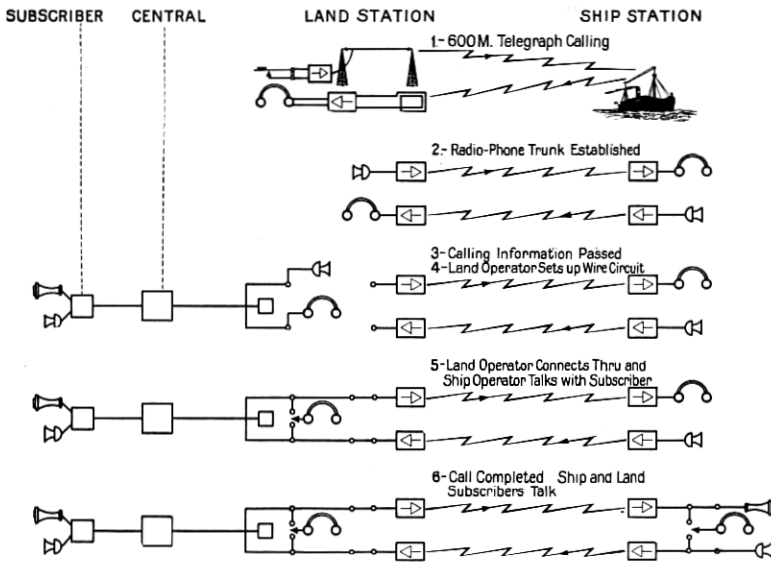 SUBSCRIBER CENTRAL LAND STATION SHIP STATION
1.-600M. Telegraph Calling
2.- Radio-Phone Trunk Established
3-Calling Information Passed
4-Land Operator Sets up Wire Circuit
5-Land Operator Connects Thru and
Ship Operator Talks with Subscriber
6-Call Completed Ship and Land
Subscribers Talk